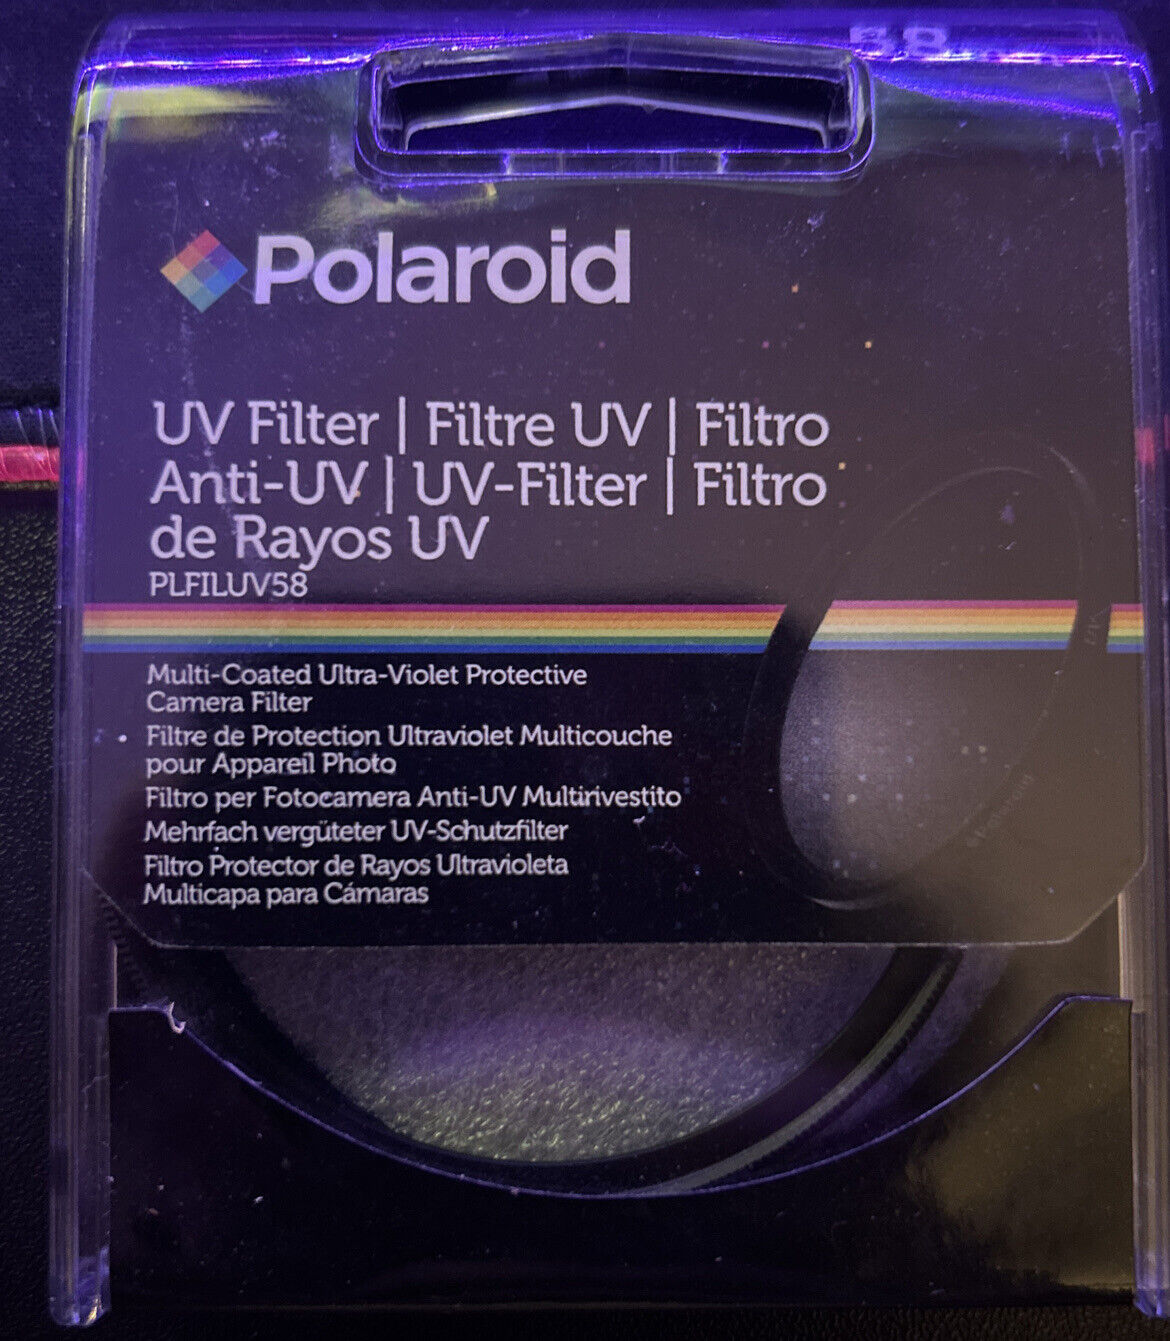 58
Polaroid
UV Filter | Filtre UV | Filtro
Anti-UV | UV-Filter | Filtro
de Rayos UV
PLFILUV58
Multi-Coated Ultra-Violet Protective
Camera Filter
Filtre de Protection Ultraviolet Multicouche
pour Appareil Photo
Filtro per Fotocamera Anti-UV Multirivestito
Mehrfach vergüteter UV-Schutzfilter
Filtro Protector de Rayos Ultravioleta
Multicapa para Cámaras
Polaroid